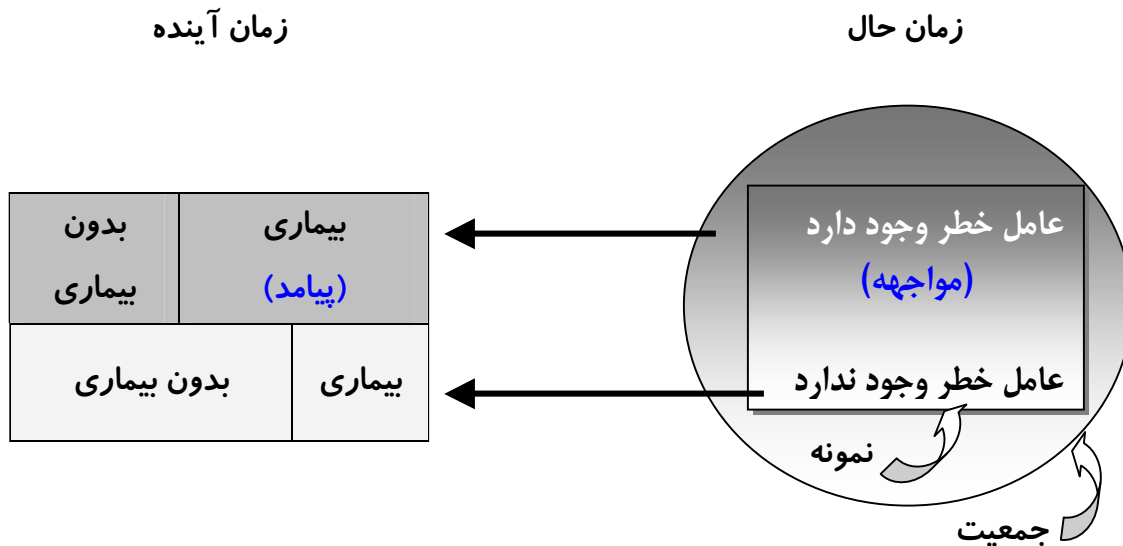 زمان حال
زمان آینده
عامل خطر وجود دارد
(مواجهه)
عامل خطر وجود ندارد
نمونه
جمعیت
بیماری
(پیامد)
بدون
بیماری
بیماری
بدون بیماری